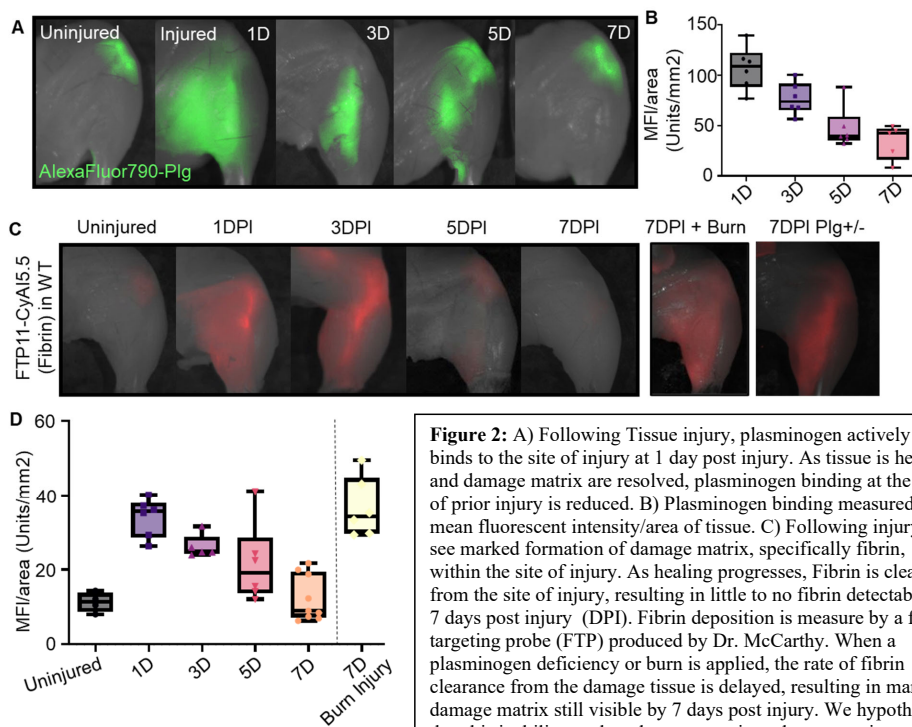 A
Uninjured
Injured 1D
3D
5D
7D
AlexaFluor790-Plg
B
MFI/area
(Units/mm2)
150
100
50
0
1D
3D
5D
7D
C
Uninjured
1DPI
3DPI
5DPI
7DPI
7DPI + Burn
7DPI Plg+/-
FTP11-CyAl5.5
(Fibrin) in WT
D
MFI/area (Units/mm2)
60
40
20
0
Uninjured
1D
3D
5D
7D
7D
Burn Injury
Figure 2: A) Following Tissue injury, plasminogen actively
binds to the site of injury at 1 day post injury. As tissue is
and damage matrix are resolved, plasminogen binding at the
of prior injury is reduced. B) Plasminogen binding measured
mean fluorescent intensity/area of tissue. C) Following
see marked formation of damage matrix, specifically fibrin,
within the site of injury. As healing progresses, Fibrin is
from the site of injury, resulting in little to no fibrin
7 days post injury (DPI). Fibrin deposition is measure by a
targeting probe (FTP) produced by Dr. McCarthy. When a
plasminogen deficiency or burn is applied, the rate of fibrin
clearance from the damage tissue is delayed, resulting in
damage matrix still visible by 7 days post injury. We